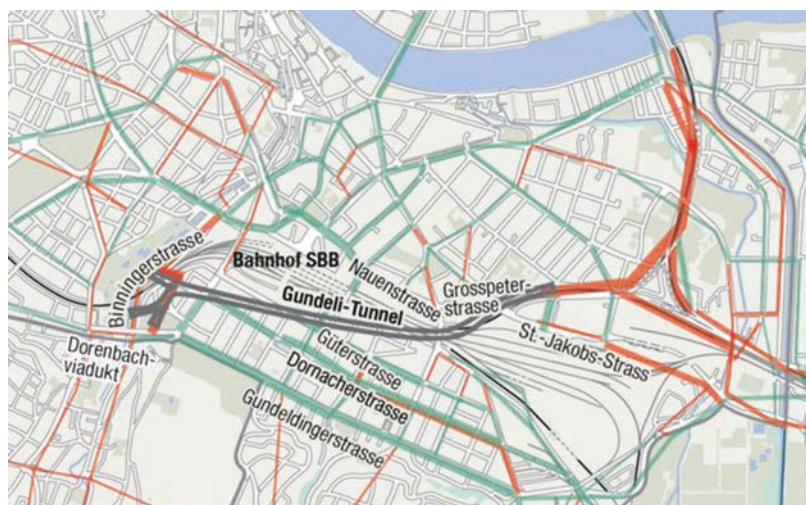 Binningerstrasse
Bahnhof SBB
Nauenstrasse
Grosspeter-
strasse
Gundeli-Tunnel
St.-Jakobs-Strass
Dorenbach-
viadukt
Güterstrasse
Dornacherstrasse
Gundeldingerstrasse